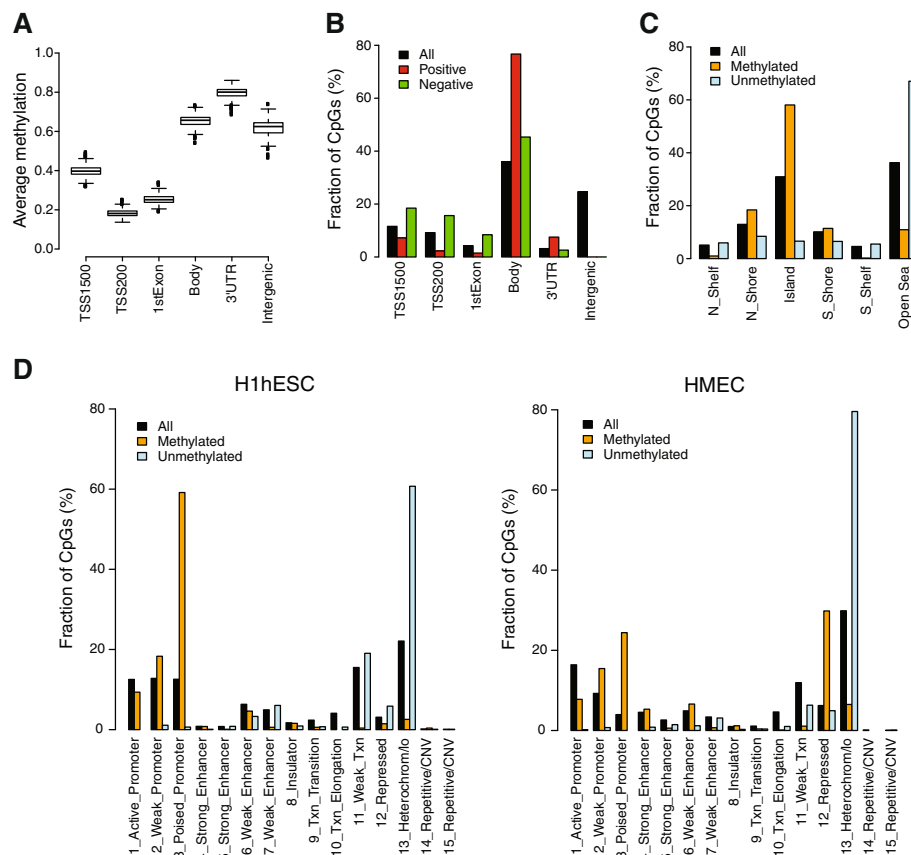 A
Average methylation
1.0
0.8
0.6
0.4
0.2
0.0
TSS1500
TSS200
1stExon
Body
3'UTR
Intergenic
B
Fraction of CpGs (%)
80
60
40
20
0
All
Positive
Negative
TSS1500
TSS200
1stExon
Body
3'UTR
Intergenic
C
Fraction of CpGs (%)
80
60
40
20
0
All
Methylated
Unmethylated
N_Shelf
N_Shore
Island
S_Shore
S_Shelf
Open Sea
D
H1hESC
Fraction of CpGs (%)
80
60
40
20
0
All
Methylated
Unmethylated
1_Active_Promoter
2_Weak_Promoter
3_Poised_Promoter
_Strong_Enhancer
_Strong_Enhancer
6_Weak_Enhancer
7_Weak_Enhancer
8_Insulator
9_Txn_Transition
10_Txn_Elongation
11_Weak_Txn
12_Repressed
13_Heterochrom/lo
14_Repetitive/CNV
15_Repetitive/CNV
HMEC
Fraction of CpGs (%)
80
60
40
20
0
All
Methylated
Unmethylated
1_Active_Promoter
2_Weak_Promoter
3_Poised_Promoter
_Strong_Enhancer
_Strong_Enhancer
6_Weak_Enhancer
7_Weak_Enhancer
8_Insulator
9_Txn_Transition
10_Txn_Elongation
11_Weak_Txn
12_Repressed
13_Heterochrom/lo
14_Repetitive/CNV
15_Repetitive/CNV